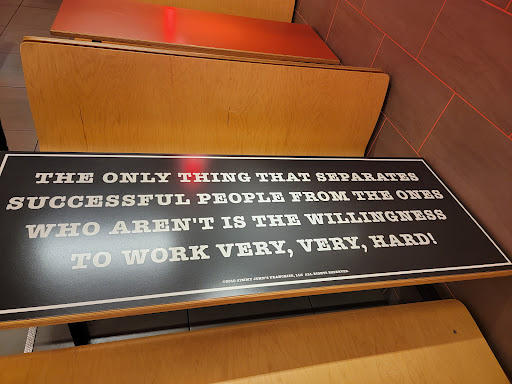 THE ONLY THING THAT SEPARATES
SUCCESSFUL PEOPLE FROM THE ONES
WHO AREN'T IS THE WILLINGNESS
TO WORK VERY, VERY, HARD!
JIMMY JOHN'S FRANCHISE, LLC ALL RIGHTS RESERVED.